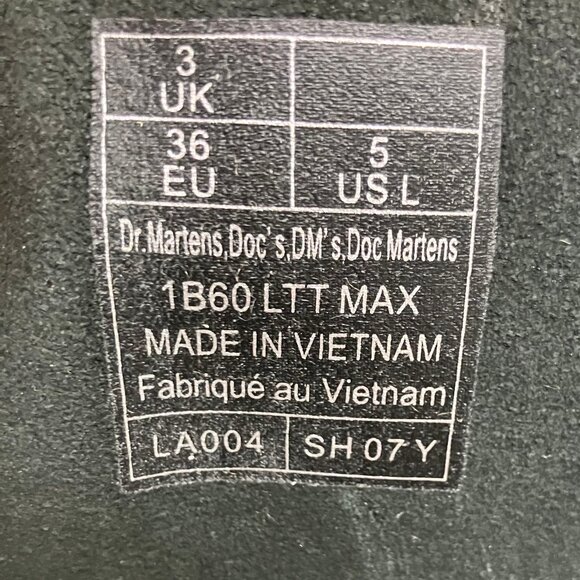 3
UK
36
EU
5
US L
Dr.Martens,Doc's,DM's,Doc Martens
1B60 LTT MAX
MADE IN VIETNAM
Fabriqué au Vietnam
LA004
SH 07 Y